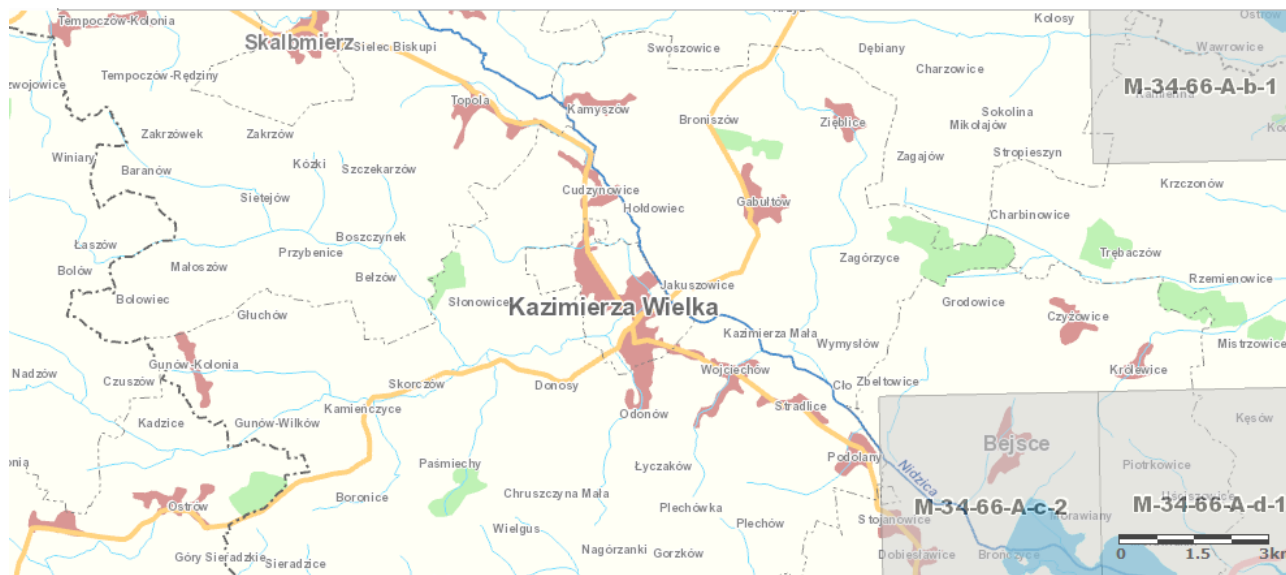 Tempoczów-Kolonia
Kolosy
Ostrów
Skalbmierz
Sielec Biskupi
Swoszowice
Dębiany
Wawrowice
Tempoczów-Rędziny
Charzowice
M-34-66-A-b-1
Topola
Kamyszów
Broniszów
Zięblice
Sokolina
Mikołajów
Zakrzówek
Zakrzów
Stropieszyn
Winiary
Baranów
Kózki
Szczekarzów
Zagajów
Krzczonów
Sietejów
Cudzynowice
Hołdowiec
Gabułtów
Charbinowice
Łaszów
Boszczynek
Przybenice
Trębaczów
Bolów
Małoszów
Bełzów
Zagórzyce
Rzemienowice
Bolowiec
Słonowice
Jakuszowice
Grodowice
Głuchów
Kazimierza Wielka
Czyżowice
Kazimierza Mała
Wymysłów
Mistrzowice
Gunów-Kolonia
Nadzów
Czuszów
Skorczów
Donosy
Wojciechów
Cło
Zbeltowice
Królewice
Kamieńczyce
Stradlice
Odonów
Kadzice
Gunów-Wilków
Kęsów
Bejsce
Podolany
Paśmiechy
Łyczaków
Nidzica
Piotrkowice
Boronice
Chruszczyna Mała
Ostrów
Plechówka
M-34-66-A-c-2
M-34-66-A-d-1
Morawiany
Wielgus
Plechów
Stojanowice
Góry Sieradzkie
Sieradzice
Nagórzanki
Gorzków
Dobiesławice
Brończyce
0 1.5 3km